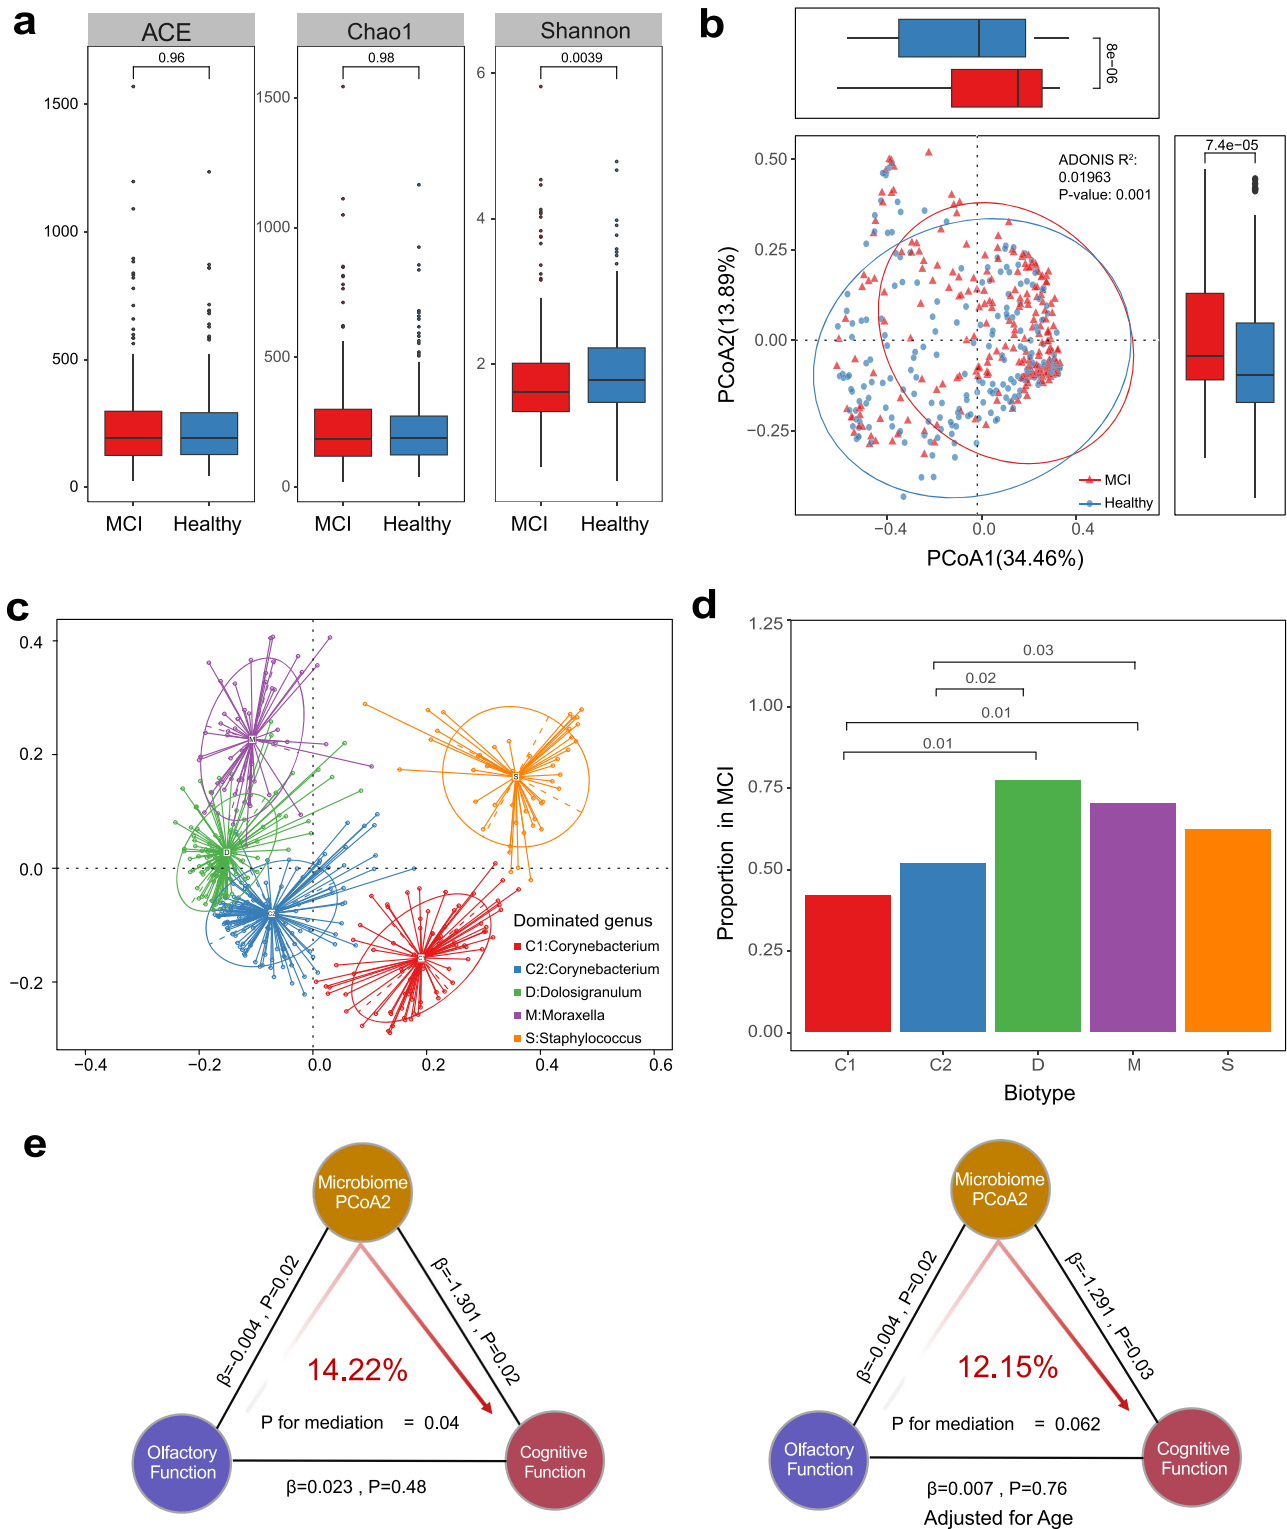 a
ACE
Chao1
Shannon
0.96
0.98
0.0039
1500
1000
500
0
1500
1000
500
0
6
4
2
MCI
Healthy
MCI
Healthy
MCI
Healthy
b
8e−06
7.4e−05
ADONIS R²:
0.01963
P-value: 0.001
0.50
0.25
0.00
−0.25
PCoA2(13.89%)
MCI
Healthy
−0.4
0.0
0.4
PCoA1(34.46%)
c
0.4
0.2
0.0
−0.2
M
D
C2
C1
S
Dominated genus
C1:Corynebacterium
C2:Corynebacterium
D:Dolosigranulum
M:Moraxella
S:Staphylococcus
−0.4
−0.2
0.0
0.2
0.4
0.6
d
1.25
1.00
0.75
0.50
0.25
0.00
Proportion in MCI
0.03
0.02
0.01
0.01
C1
C2
D
M
S
Biotype
e
Microbiome
PCoA2
β=-0.004 , P=0.02
β=-1.301 , P=0.02
14.22%
P for mediation = 0.04
Olfactory
Function
Cognitive
Function
β=0.023 , P=0.48
Microbiome
PCoA2
β=-0.004 , P=0.02
β=-1.291 , P=0.03
12.15%
P for mediation = 0.062
Olfactory
Function
Cognitive
Function
β=0.007 , P=0.76
Adjusted for Age